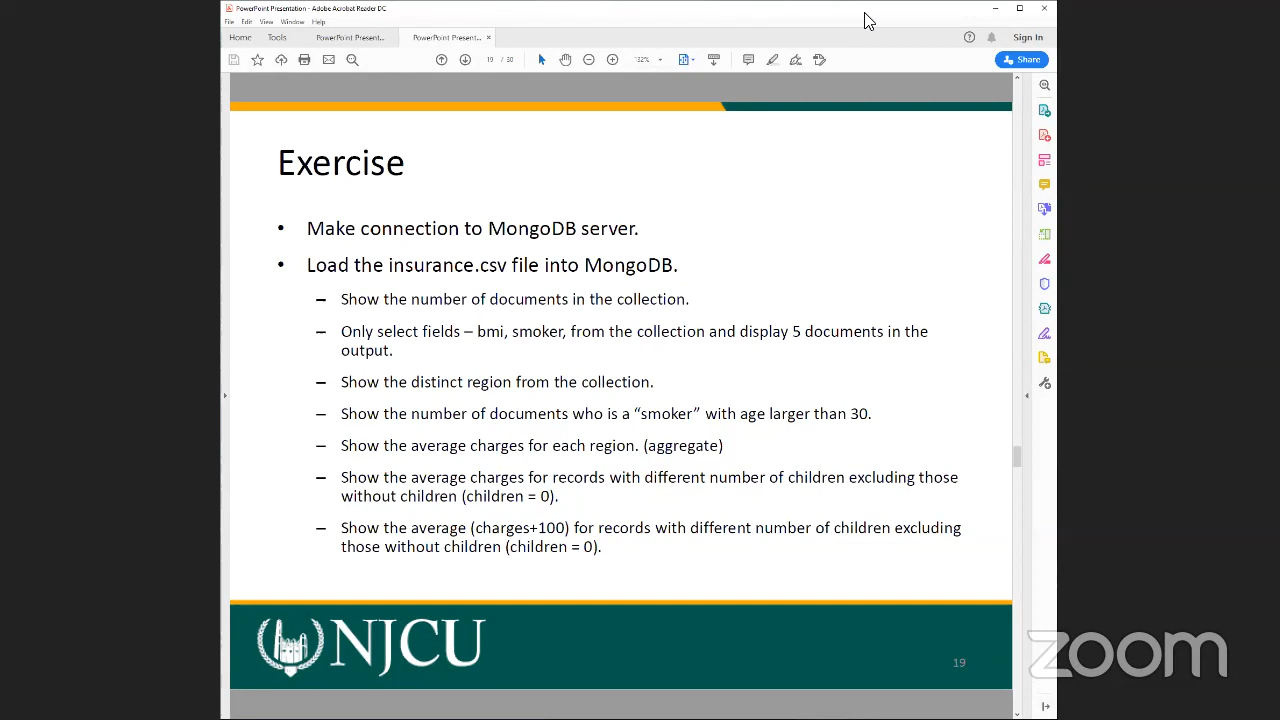 PowerPoint Presentation - Adobe Acrobat Reader DC
File Edit View Window Help
Home Tools PowerPoint Present... PowerPoint Present... × Sign In
19 / 30 132% Share
Exercise
• Make connection to MongoDB server.
• Load the insurance.csv file into MongoDB.
– Show the number of documents in the collection.
– Only select fields – bmi, smoker, from the collection and display 5 documents in the
output.
– Show the distinct region from the collection.
– Show the number of documents who is a “smoker” with age larger than 30.
– Show the average charges for each region. (aggregate)
– Show the average charges for records with different number of children excluding those
without children (children = 0).
– Show the average (charges+100) for records with different number of children excluding
those without children (children = 0).
NJCU
19
zoom